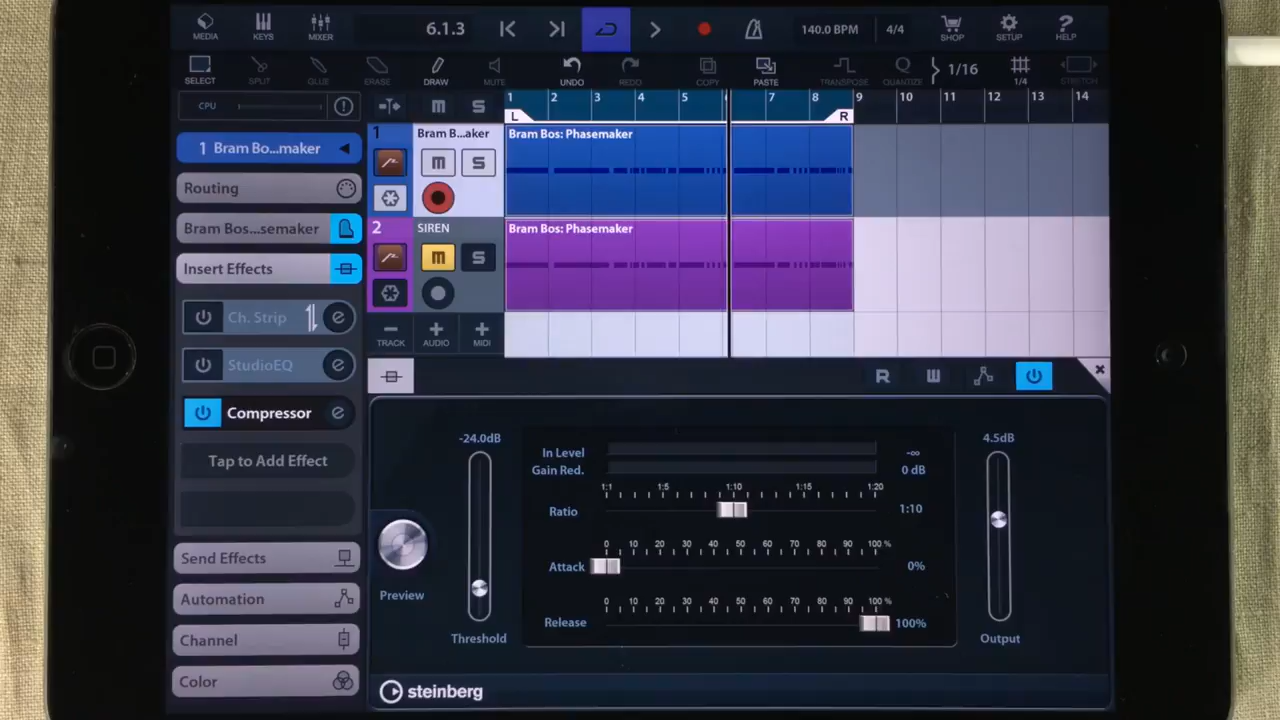 MEDIA KEYS MIXER 6.1.3 140.0 BPM 4/4 SHOP SETUP HELP
SELECT SPLIT GLUE ERASE DRAW MUTE UNDO REDO COPY PASTE TRANSPOSE QUANTIZE 1/16 1/4 STRETCH
CPU
M S 1 2 3 4 5 6 7 8 9 10 11 12 13 14
L R
1 Bram Bo...maker
1 Bram B...aker Bram Bos: Phasemaker
M S
Routing
Bram Bos...semaker
2 SIREN Bram Bos: Phasemaker
M S
Insert Effects
Ch. Strip e
StudioEQ e
Compressor e
Tap to Add Effect
TRACK AUDIO MIDI
R W
-24.0dB
4.5dB
In Level -∞
Gain Red. 0 dB
1:1 1:5 1:10 1:15 1:20
Ratio 1:10
0 10 20 30 40 50 60 70 80 90 100 %
Attack 0%
0 10 20 30 40 50 60 70 80 90 100 %
Release 100%
Preview
Threshold
Output
Send Effects
Automation
Channel
Color
steinberg